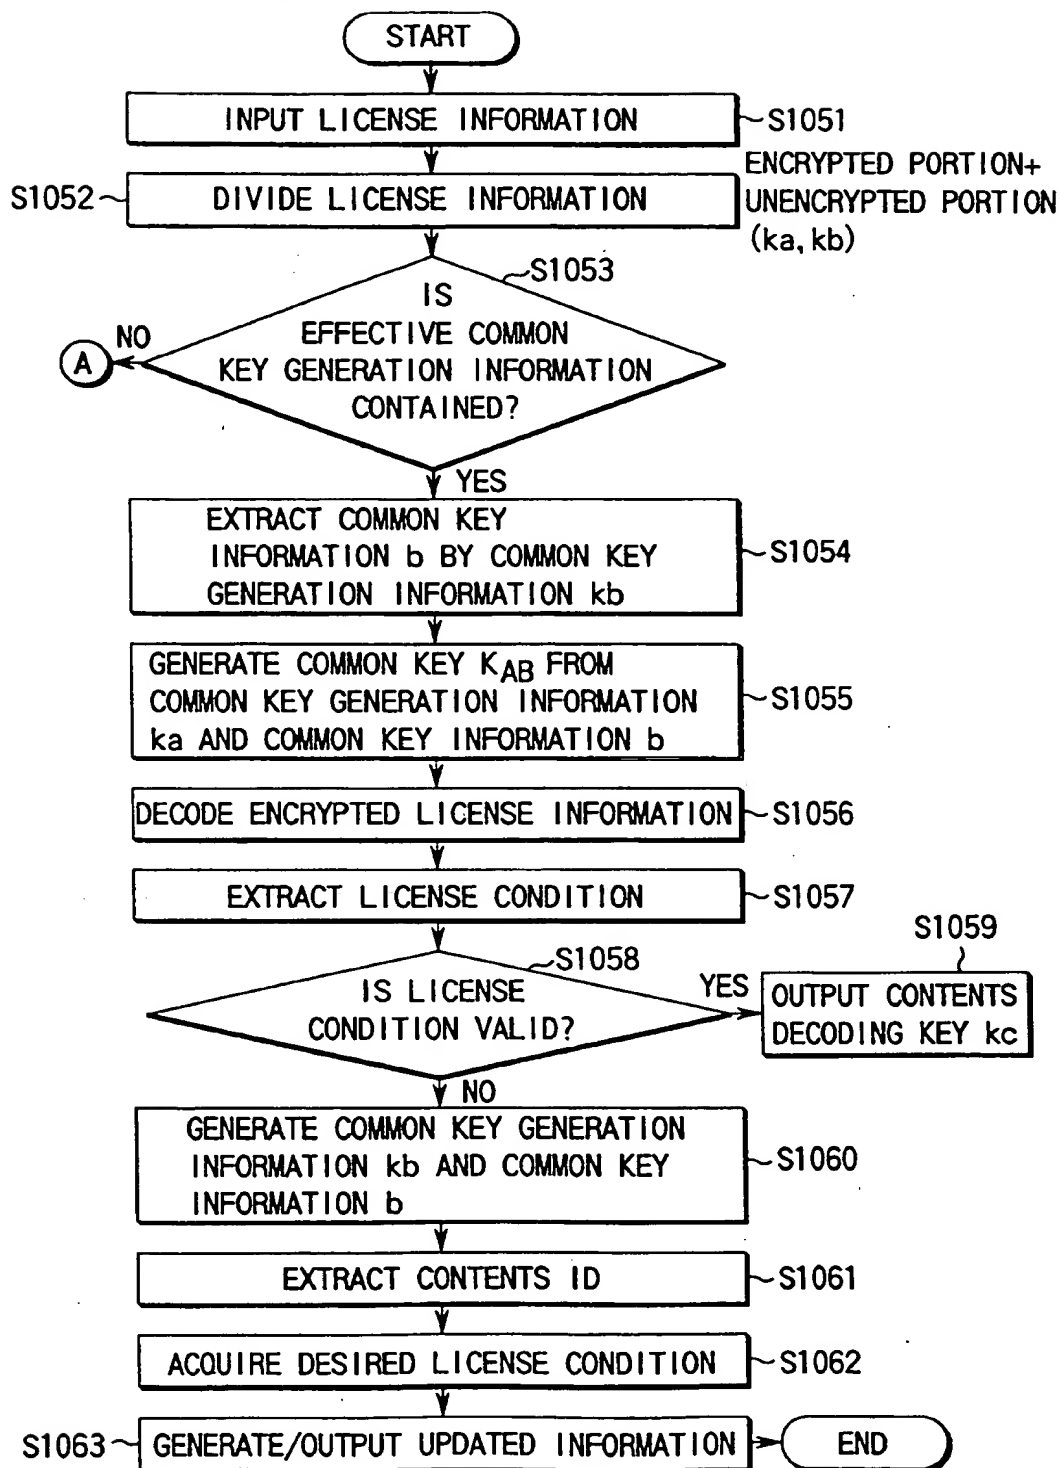 START
INPUT LICENSE INFORMATION
S1051
S1052
DIVIDE LICENSE INFORMATION
ENCRYPTED PORTION+
UNENCRYPTED PORTION
(ka, kb)
S1053
IS
EFFECTIVE COMMON
KEY GENERATION INFORMATION
CONTAINED?
NO
A
YES
EXTRACT COMMON KEY
INFORMATION b BY COMMON KEY
GENERATION INFORMATION kb
S1054
GENERATE COMMON KEY KAB FROM
COMMON KEY GENERATION INFORMATION
ka AND COMMON KEY INFORMATION b
S1055
DECODE ENCRYPTED LICENSE INFORMATION
S1056
EXTRACT LICENSE CONDITION
S1057
S1058
IS LICENSE
CONDITION VALID?
YES
S1059
OUTPUT CONTENTS
DECODING KEY kc
NO
GENERATE COMMON KEY GENERATION
INFORMATION kb AND COMMON KEY
INFORMATION b
S1060
EXTRACT CONTENTS ID
S1061
ACQUIRE DESIRED LICENSE CONDITION
S1062
S1063
GENERATE/OUTPUT UPDATED INFORMATION
END